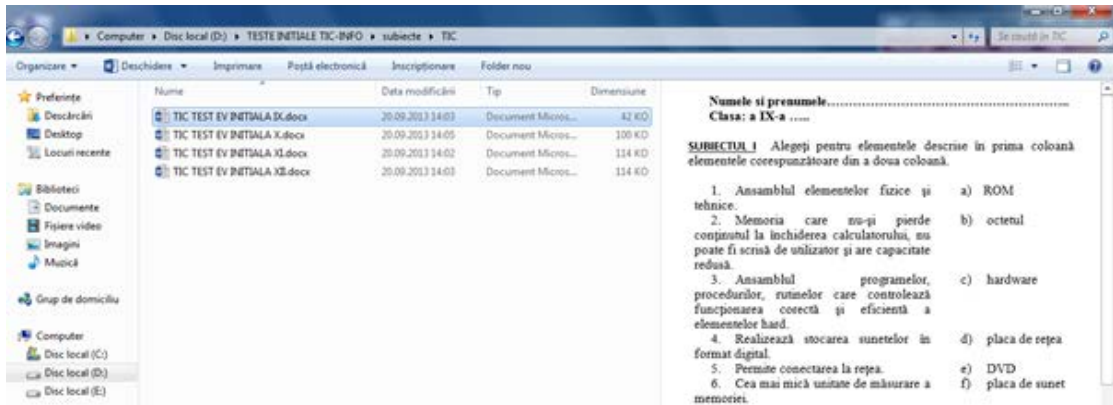 Computer ▸ Disc local (D:) ▸ TESTE INITIALE TIC-INFO ▸ subiecte ▸ TIC
Se caută în TIC
Organizare Deschidere Imprimare Poștă electronică Inscripționare Folder nou
Preferințe
Descărcări
Desktop
Locuri recente
Biblioteci
Documente
Fișiere video
Imagini
Muzică
Grup de domiciliu
Computer
Disc local (C:)
Disc local (D:)
Disc local (E:)
Nume Data modificării Tip Dimensiune
TIC TEST EV INITIALA IX.docx 20.09.2013 14:03 Document Micros... 42 KO
TIC TEST EV INITIALA X.docx 20.09.2013 14:05 Document Micros... 100 KO
TIC TEST EV INITIALA XI.docx 20.09.2013 14:02 Document Micros... 114 KO
TIC TEST EV INITIALA XII.docx 20.09.2013 14:03 Document Micros... 114 KO
Numele si prenumele...............................................................
Clasa: a IX-a .....
SUBIECTUL I Alegeți pentru elementele descrise în prima coloană
elementele corespunzătoare din a doua coloană.
1. Ansamblul elementelor fizice și a) ROM
tehnice.
2. Memoria care nu-și pierde b) octetul
conținutul la închiderea calculatorului, nu
poate fi scrisă de utilizator și are capacitate
redusă.
3. Ansamblul programelor, c) hardware
procedurilor, rutinelor care controlează
funcționarea corectă și eficientă a
elementelor hard.
4. Realizează stocarea sunetelor în d) placa de rețea
format digital.
5. Permite conectarea la rețea. e) DVD
6. Cea mai mică unitate de măsurare a f) placa de sunet
memoriei.